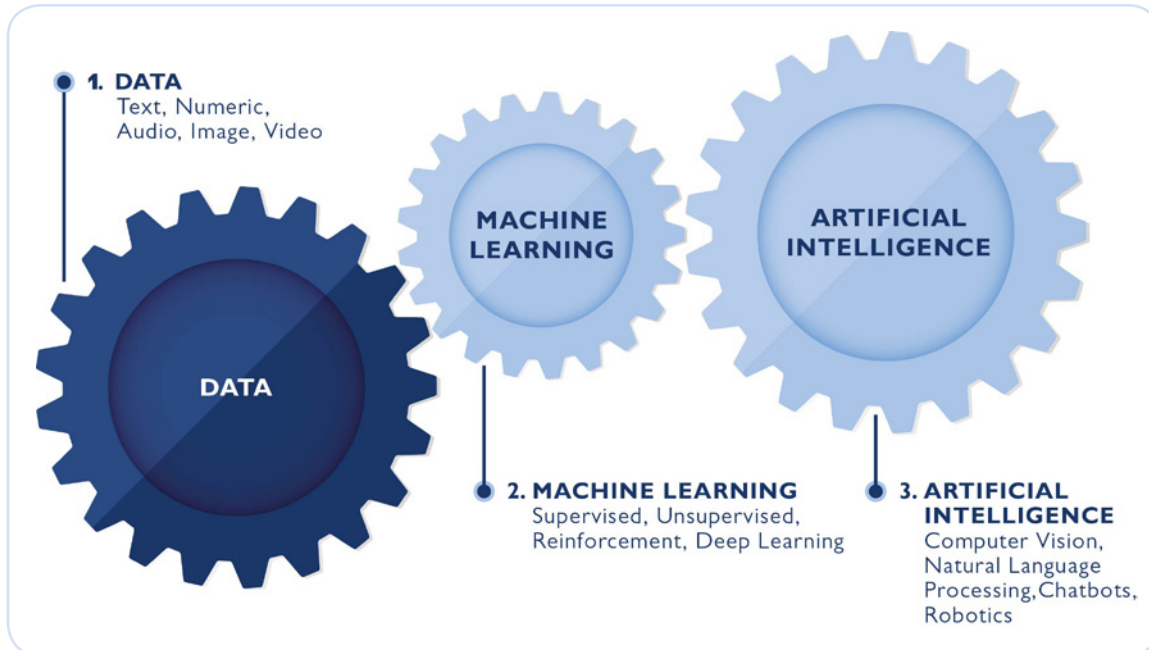 1. DATA
Text, Numeric,
Audio, Image, Video
MACHINE
LEARNING
ARTIFICIAL
INTELLIGENCE
DATA
2. MACHINE LEARNING
Supervised, Unsupervised,
Reinforcement, Deep Learning
3. ARTIFICIAL
INTELLIGENCE
Computer Vision,
Natural Language
Processing,Chatbots,
Robotics